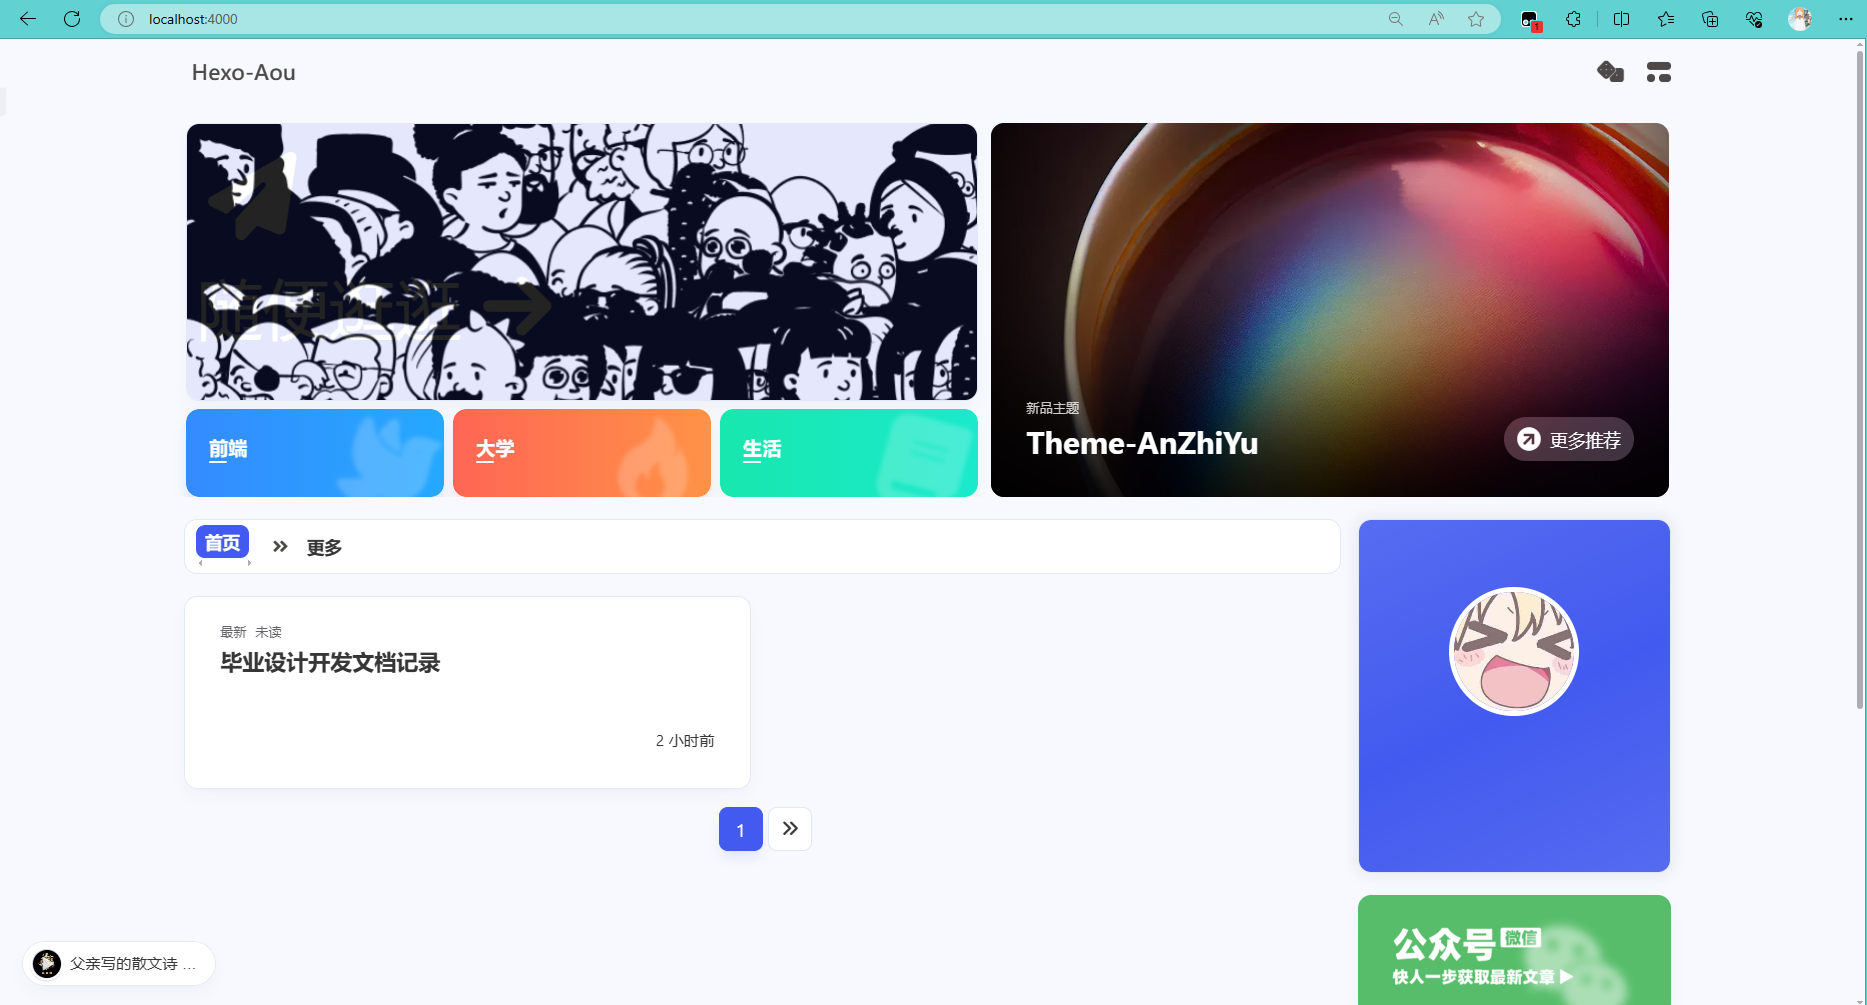 localhost:4000
1
Hexo-Aou
随便逛逛
前端
大学
生活
新品主题
Theme-AnZhiYu
更多推荐
首页
更多
最新 未读
毕业设计开发文档记录
2 小时前
1
公众号 微信
快人一步获取最新文章
父亲写的散文诗 ...